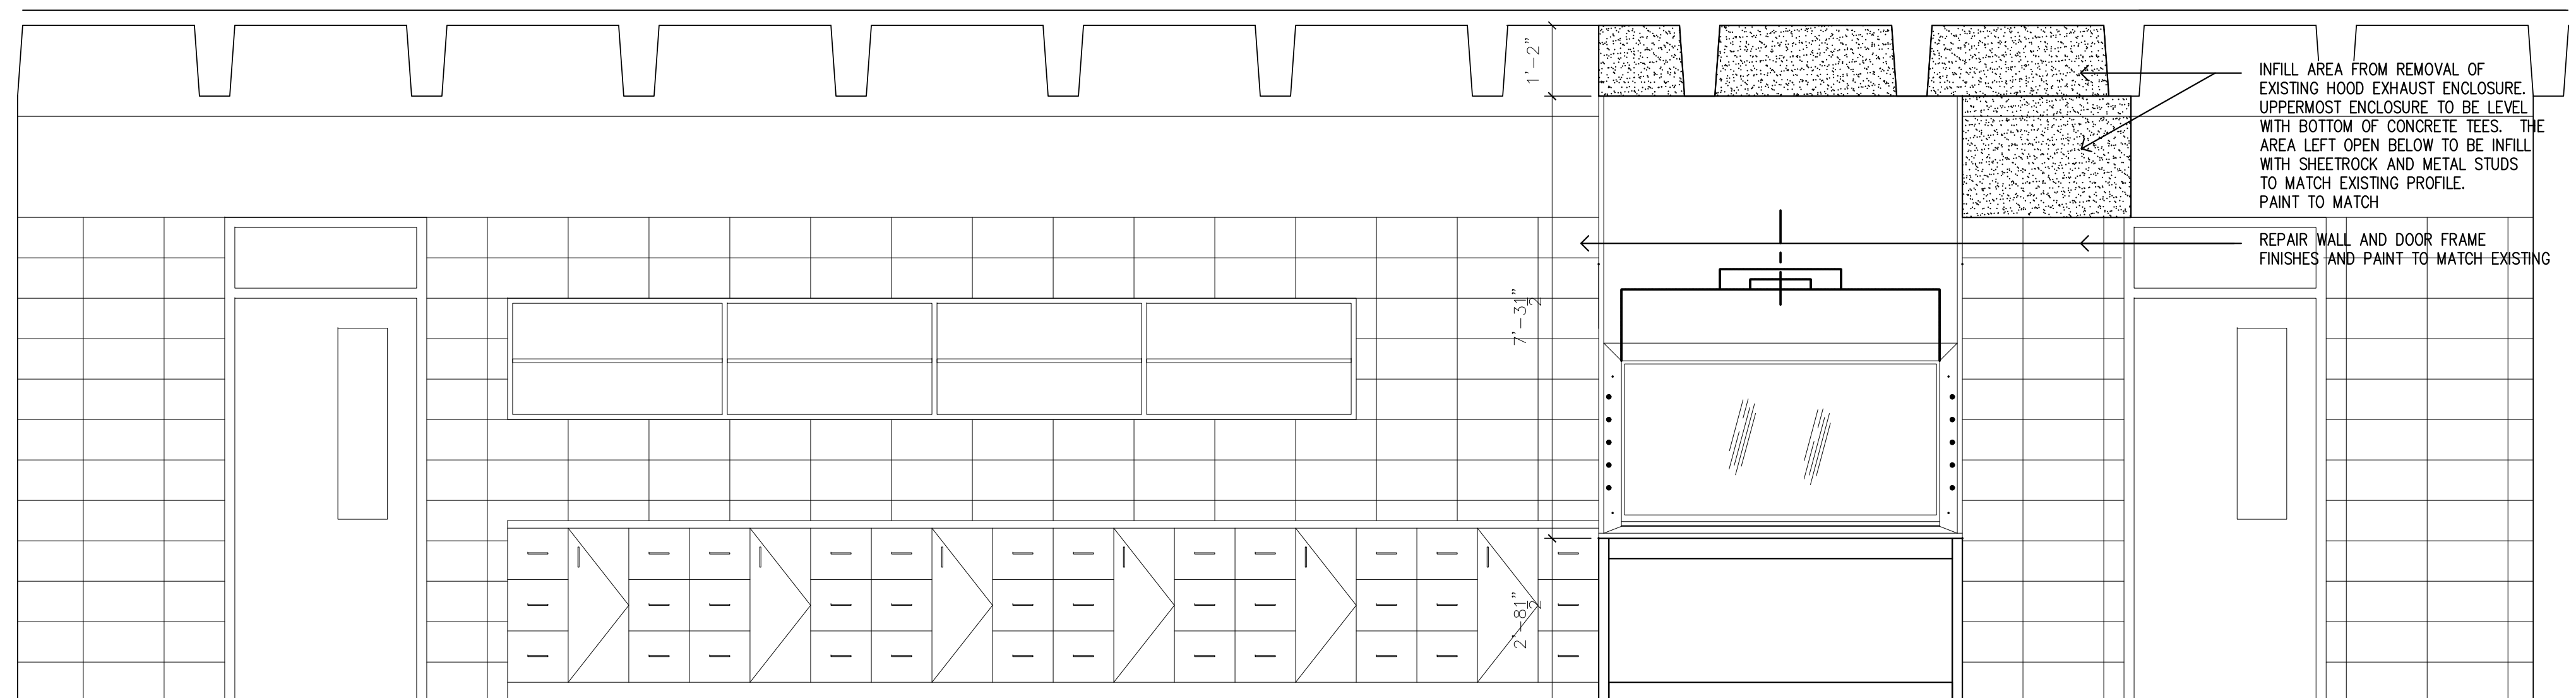 1'-2"
INFILL AREA FROM REMOVAL OF
EXISTING HOOD EXHAUST ENCLOSURE.
UPPERMOST ENCLOSURE TO BE LEVEL
WITH BOTTOM OF CONCRETE TEES. THE
AREA LEFT OPEN BELOW TO BE INFILL
WITH SHEETROCK AND METAL STUDS
TO MATCH EXISTING PROFILE.
PAINT TO MATCH
REPAIR WALL AND DOOR FRAME
FINISHES AND PAINT TO MATCH EXISTING
7'-3 1/2"
2'-8 1/2"